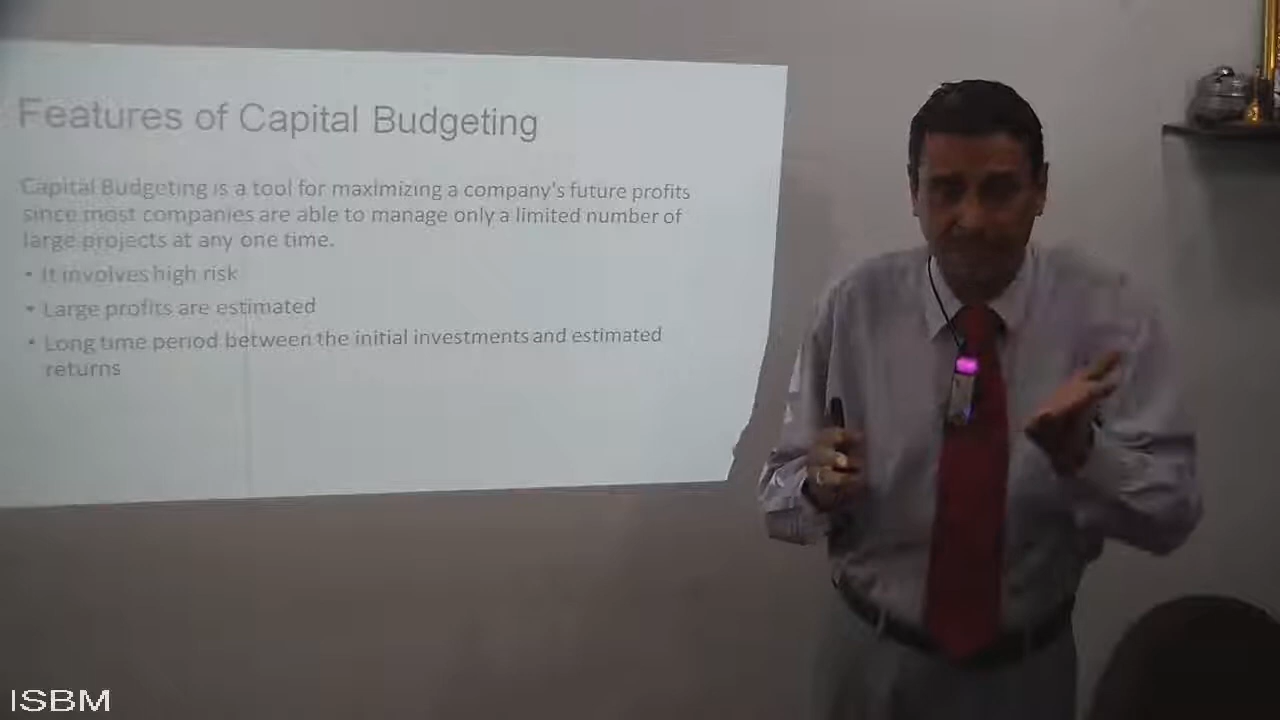 Features of Capital Budgeting
Capital Budgeting is a tool for maximizing a company's future profits
since most companies are able to manage only a limited number of
large projects at any one time.
• It involves high risk
• Large profits are estimated
• Long time period between the initial investments and estimated
returns
ISBM